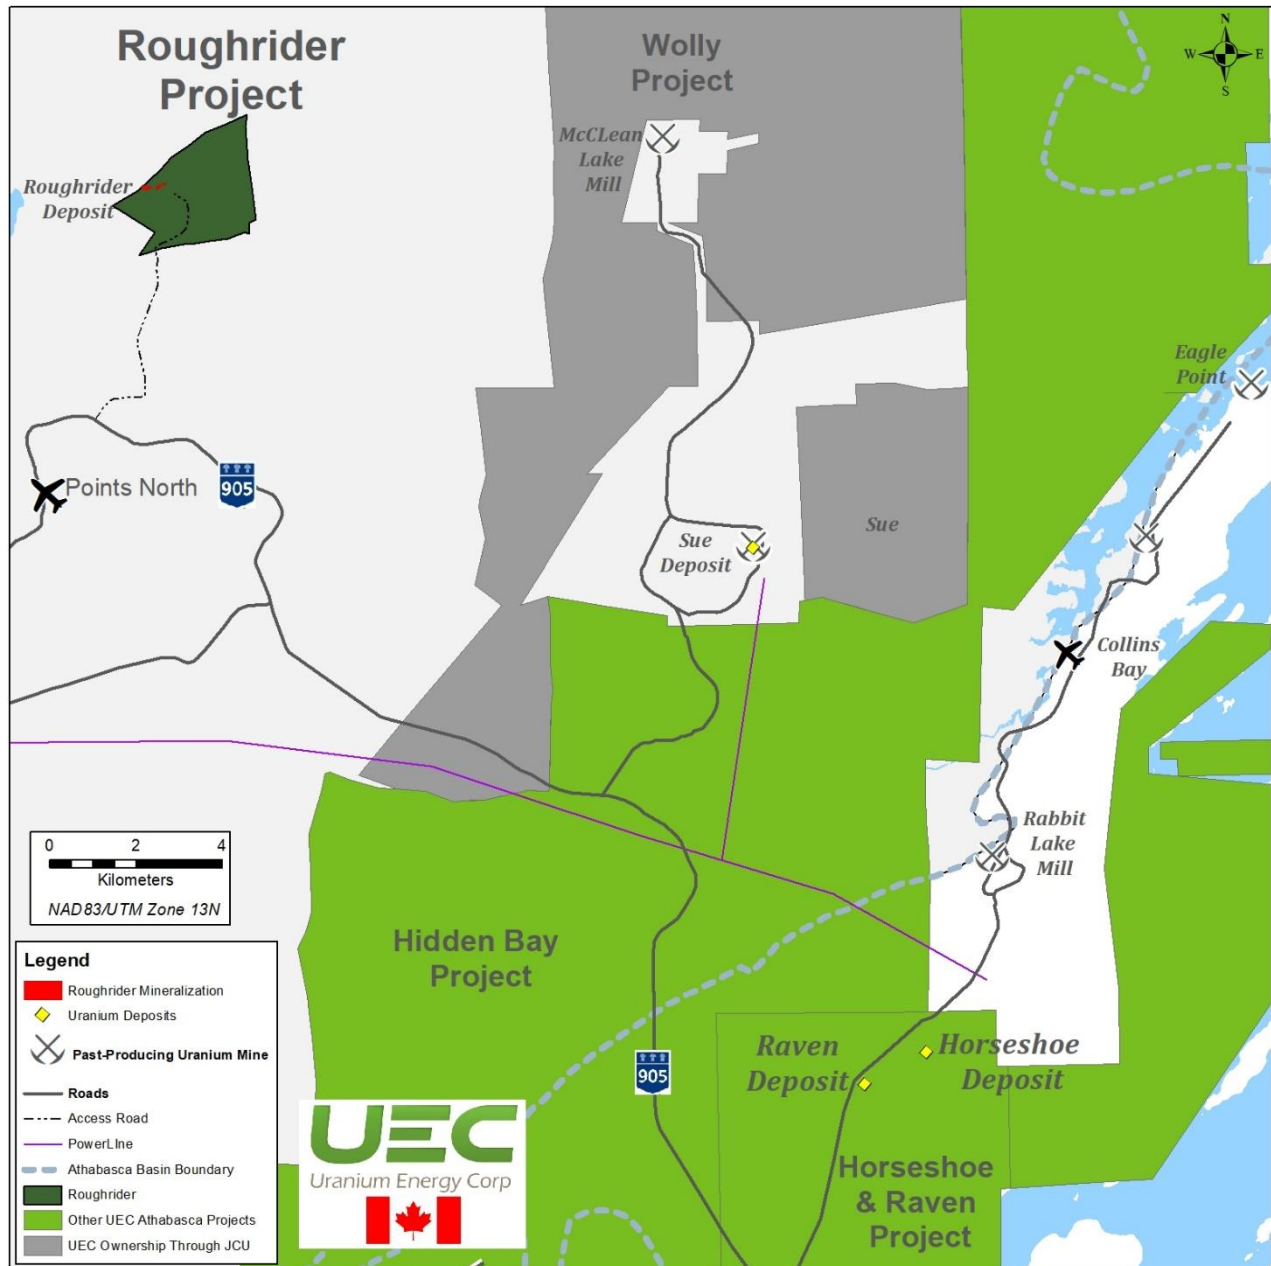 Roughrider
Project
Wolly
Project
N
W
E
S
McCLean
Lake
Mill
Roughrider
Deposit
Eagle
Point
Points North
905
Sue
Deposit
Sue
Collins
Bay
Rabbit
Lake
Mill
0 2 4
Kilometers
NAD83/UTM Zone 13N
Hidden Bay
Project
Legend
Roughrider Mineralization
Uranium Deposits
Past-Producing Uranium Mine
Roads
Access Road
PowerLIne
Athabasca Basin Boundary
Roughrider
Other UEC Athabasca Projects
UEC Ownership Through JCU
905
Raven
Deposit
Horseshoe
Deposit
UEC
Uranium Energy Corp
Horseshoe
& Raven
Project